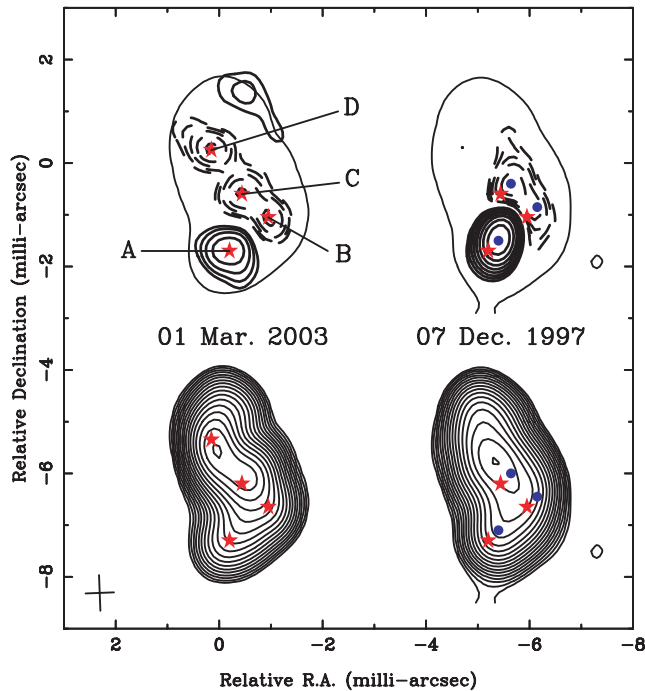 2
0
−2
−4
−6
−8
Relative Declination (milli-arcsec)
D
C
A
B
01 Mar. 2003
07 Dec. 1997
2
0
−2
−4
−6
−8
Relative R.A. (milli-arcsec)